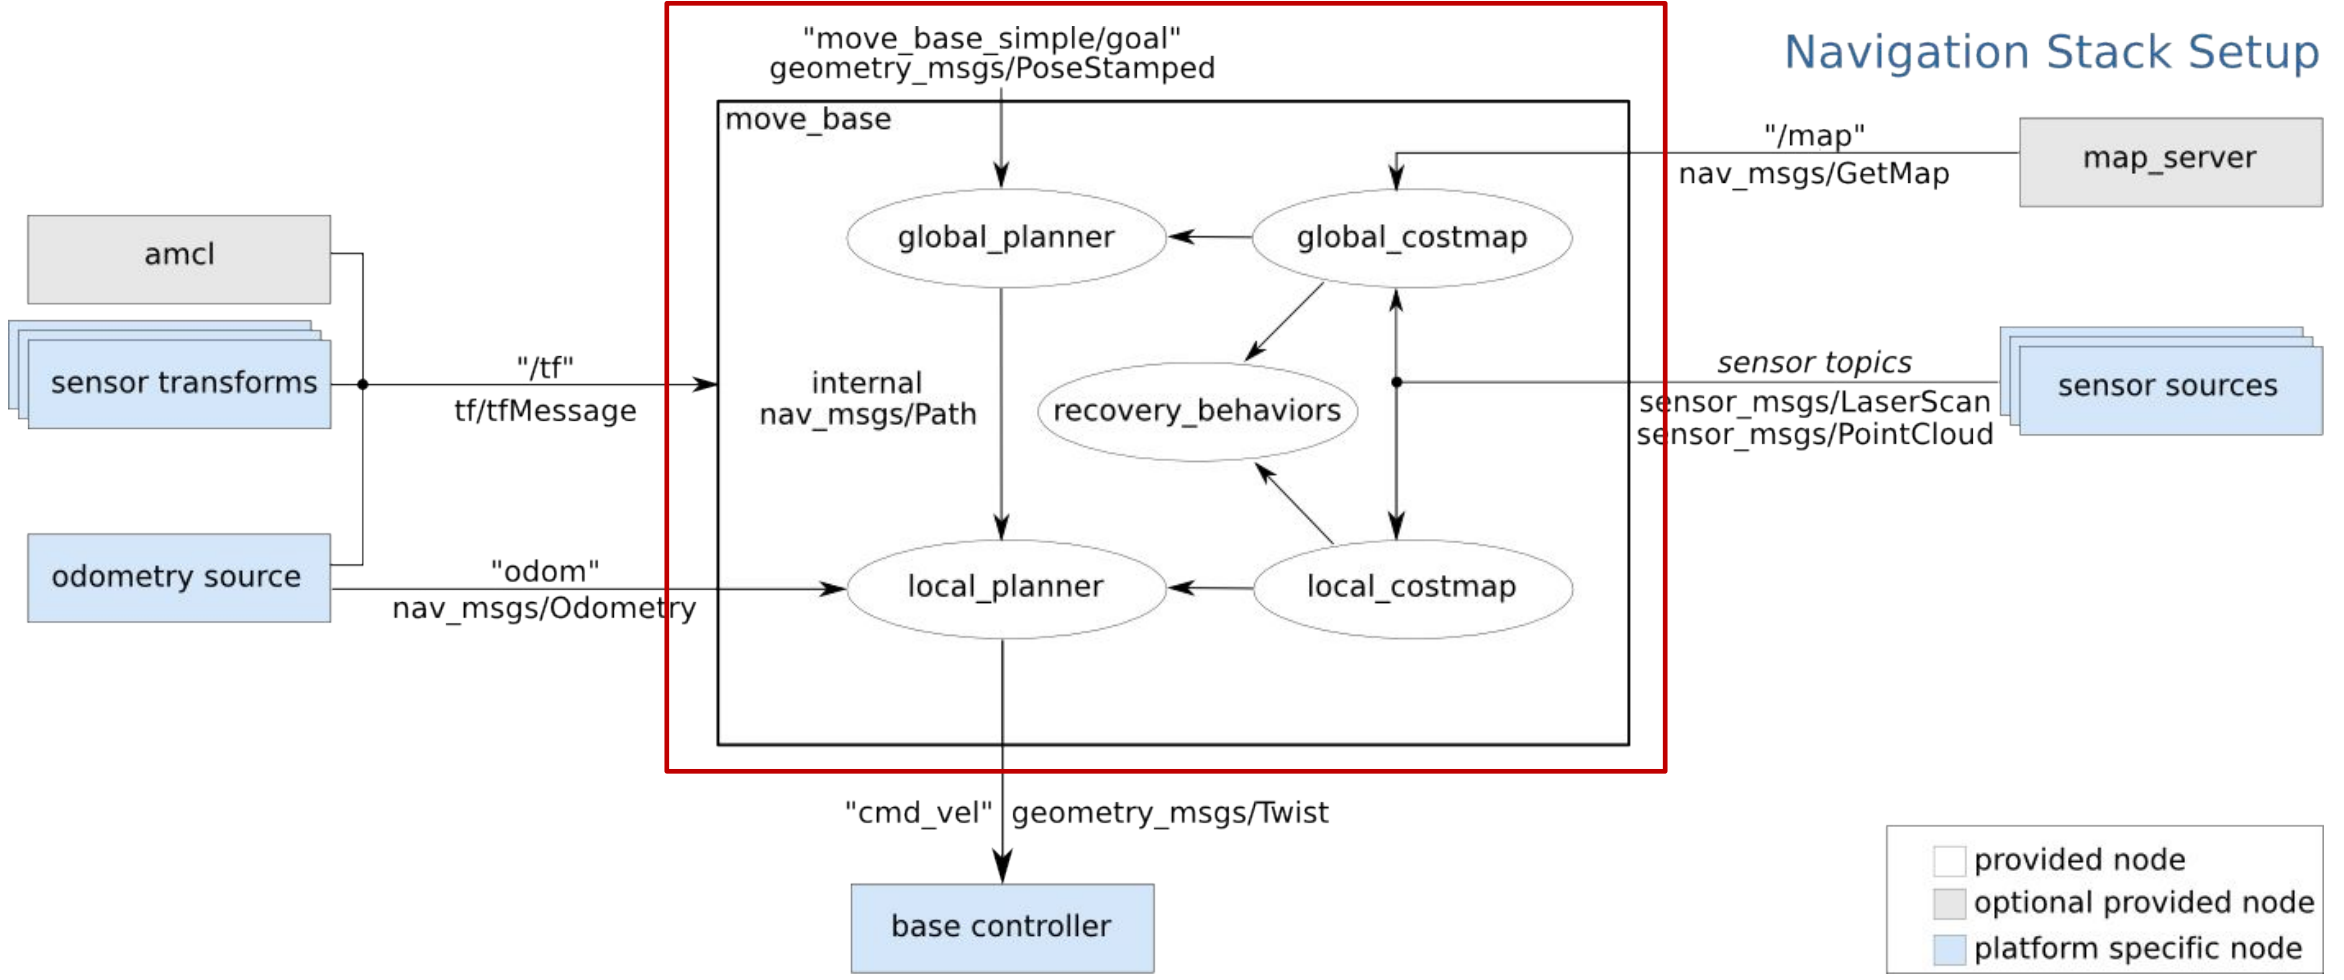 "move_base_simple/goal"
geometry_msgs/PoseStamped
Navigation Stack Setup
move_base
"/map"
nav_msgs/GetMap
map_server
global_planner
global_costmap
amcl
sensor transforms
"/tf"
tf/tfMessage
internal
nav_msgs/Path
recovery_behaviors
sensor topics
sensor_msgs/LaserScan
sensor_msgs/PointCloud
sensor sources
odometry source
"odom"
nav_msgs/Odometry
local_planner
local_costmap
"cmd_vel" geometry_msgs/Twist
base controller
provided node
optional provided node
platform specific node